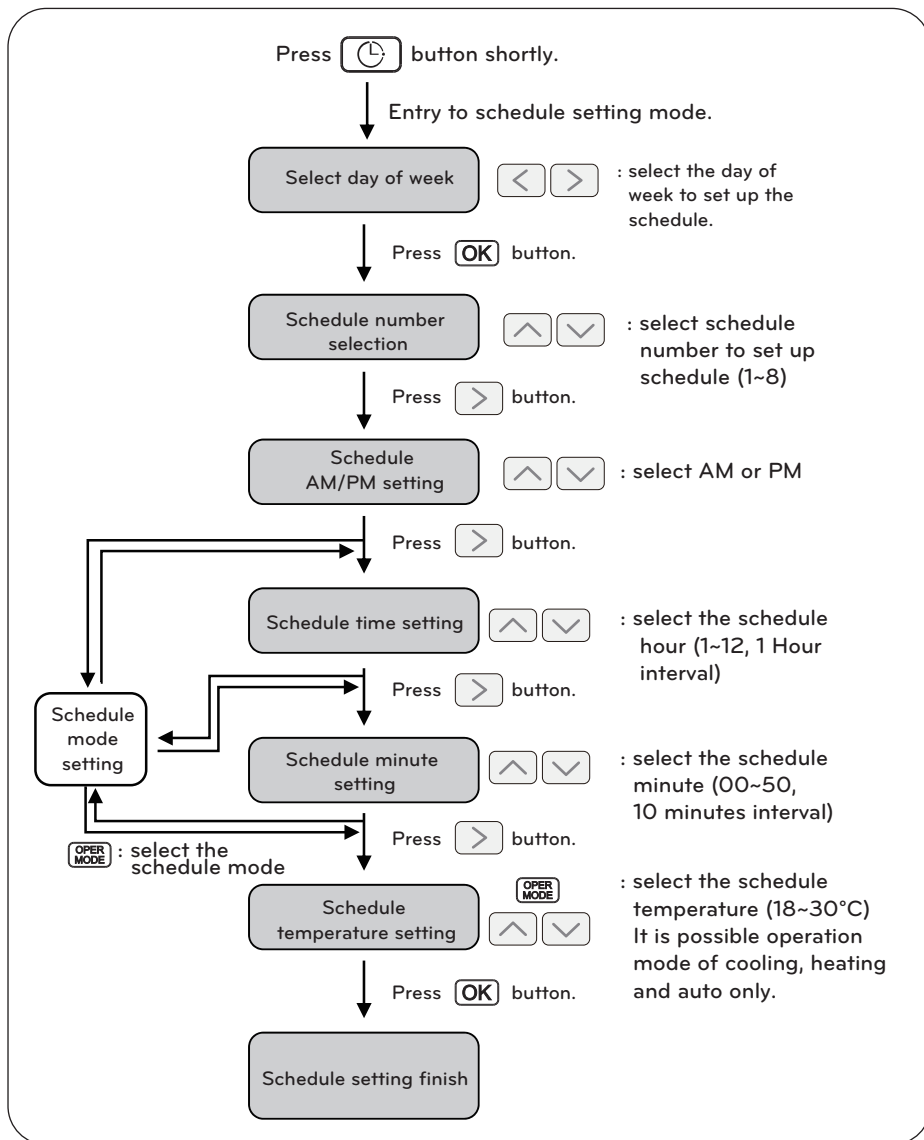 Press button shortly.
Entry to schedule setting mode.
Select day of week
: select the day of
week to set up the
schedule.
Press OK button.
Schedule number
selection
: select schedule
number to set up
schedule (1~8)
Press > button.
Schedule
AM/PM setting
: select AM or PM
Press > button.
Schedule time setting
: select the schedule
hour (1~12, 1 Hour
interval)
Press > button.
Schedule
mode
setting
Schedule minute
setting
: select the schedule
minute (00~50,
10 minutes interval)
Press > button.
OPER
MODE : select the
schedule mode
Schedule
temperature setting
OPER
MODE
: select the schedule
temperature (18~30°C)
It is possible operation
mode of cooling, heating
and auto only.
Press OK button.
Schedule setting finish